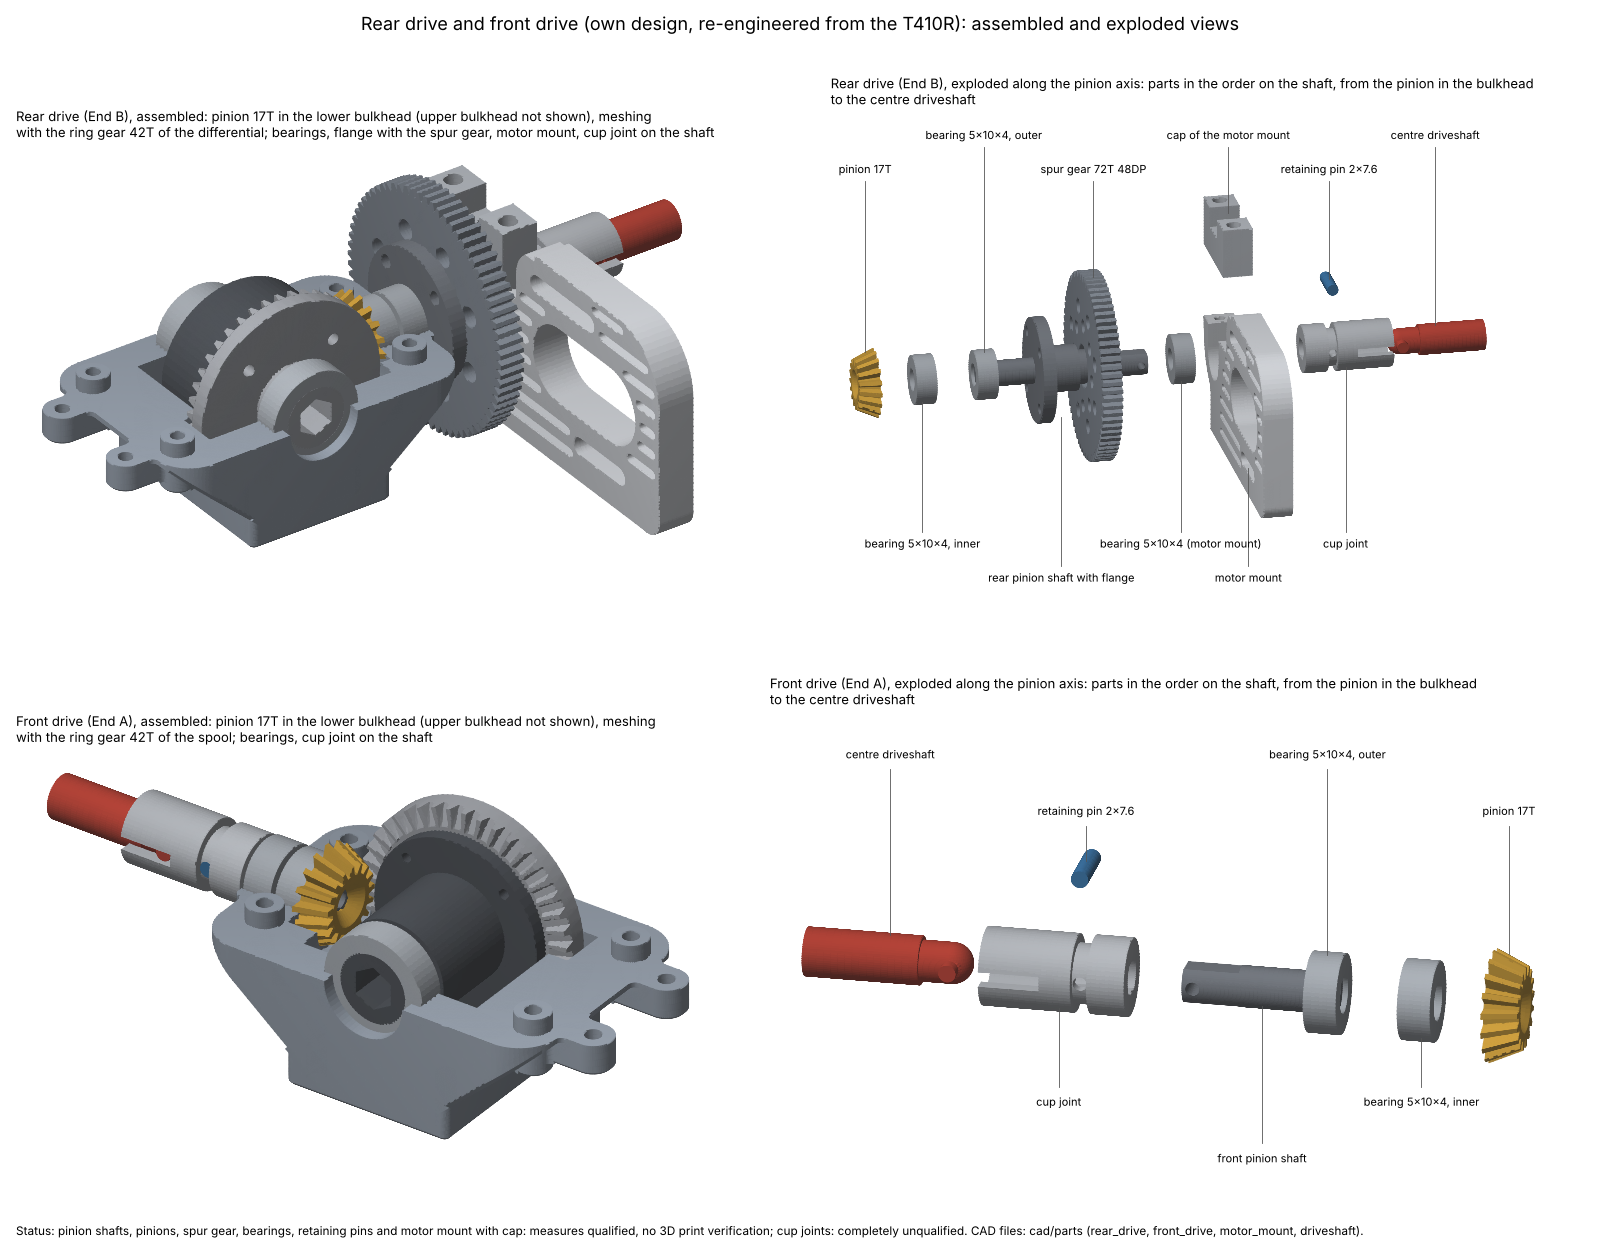 Rear drive and front drive (own design, re-engineered from the T410R): assembled and exploded views
Rear drive (End B), assembled: pinion 17T in the lower bulkhead (upper bulkhead not shown), meshing
with the ring gear 42T of the differential; bearings, flange with the spur gear, motor mount, cup joint on the shaft
Rear drive (End B), exploded along the pinion axis: parts in the order on the shaft, from the pinion in the bulkhead
to the centre driveshaft
bearing 5×10×4, outer
cap of the motor mount
centre driveshaft
pinion 17T
spur gear 72T 48DP
retaining pin 2×7.6
bearing 5×10×4, inner
bearing 5×10×4 (motor mount)
cup joint
rear pinion shaft with flange
motor mount
Front drive (End A), assembled: pinion 17T in the lower bulkhead (upper bulkhead not shown), meshing
with the ring gear 42T of the spool; bearings, cup joint on the shaft
Front drive (End A), exploded along the pinion axis: parts in the order on the shaft, from the pinion in the bulkhead
to the centre driveshaft
centre driveshaft
bearing 5×10×4, outer
retaining pin 2×7.6
pinion 17T
cup joint
bearing 5×10×4, inner
front pinion shaft
Status: pinion shafts, pinions, spur gear, bearings, retaining pins and motor mount with cap: measures qualified, no 3D print verification; cup joints: completely unqualified. CAD files: cad/parts (rear_drive, front_drive, motor_mount, driveshaft).